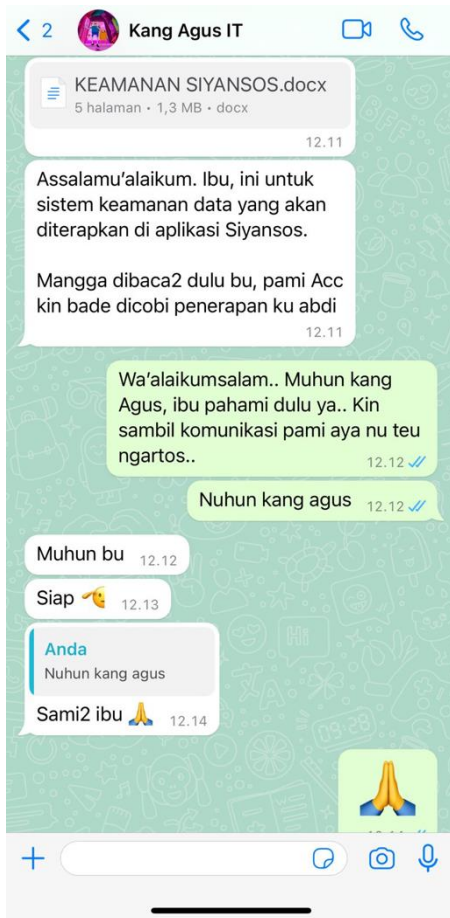 2
Kang Agus IT
KEAMANAN SIYANSOS.docx
5 halaman • 1,3 MB • docx
12.11
Assalamu'alaikum. Ibu, ini untuk
sistem keamanan data yang akan
diterapkan di aplikasi Siyansos.
Mangga dibaca2 dulu bu, pami Acc
kin bade dicobi penerapan ku abdi
12.11
Wa'alaikumsalam.. Muhun kang
Agus, ibu pahami dulu ya.. Kin
sambil komunikasi pami aya nu teu
ngartos..
12.12
Nuhun kang agus 12.12
Muhun bu 12.12
Siap 🫡 12.13
Anda
Nuhun kang agus
Sami2 ibu 🙏 12.14
🙏